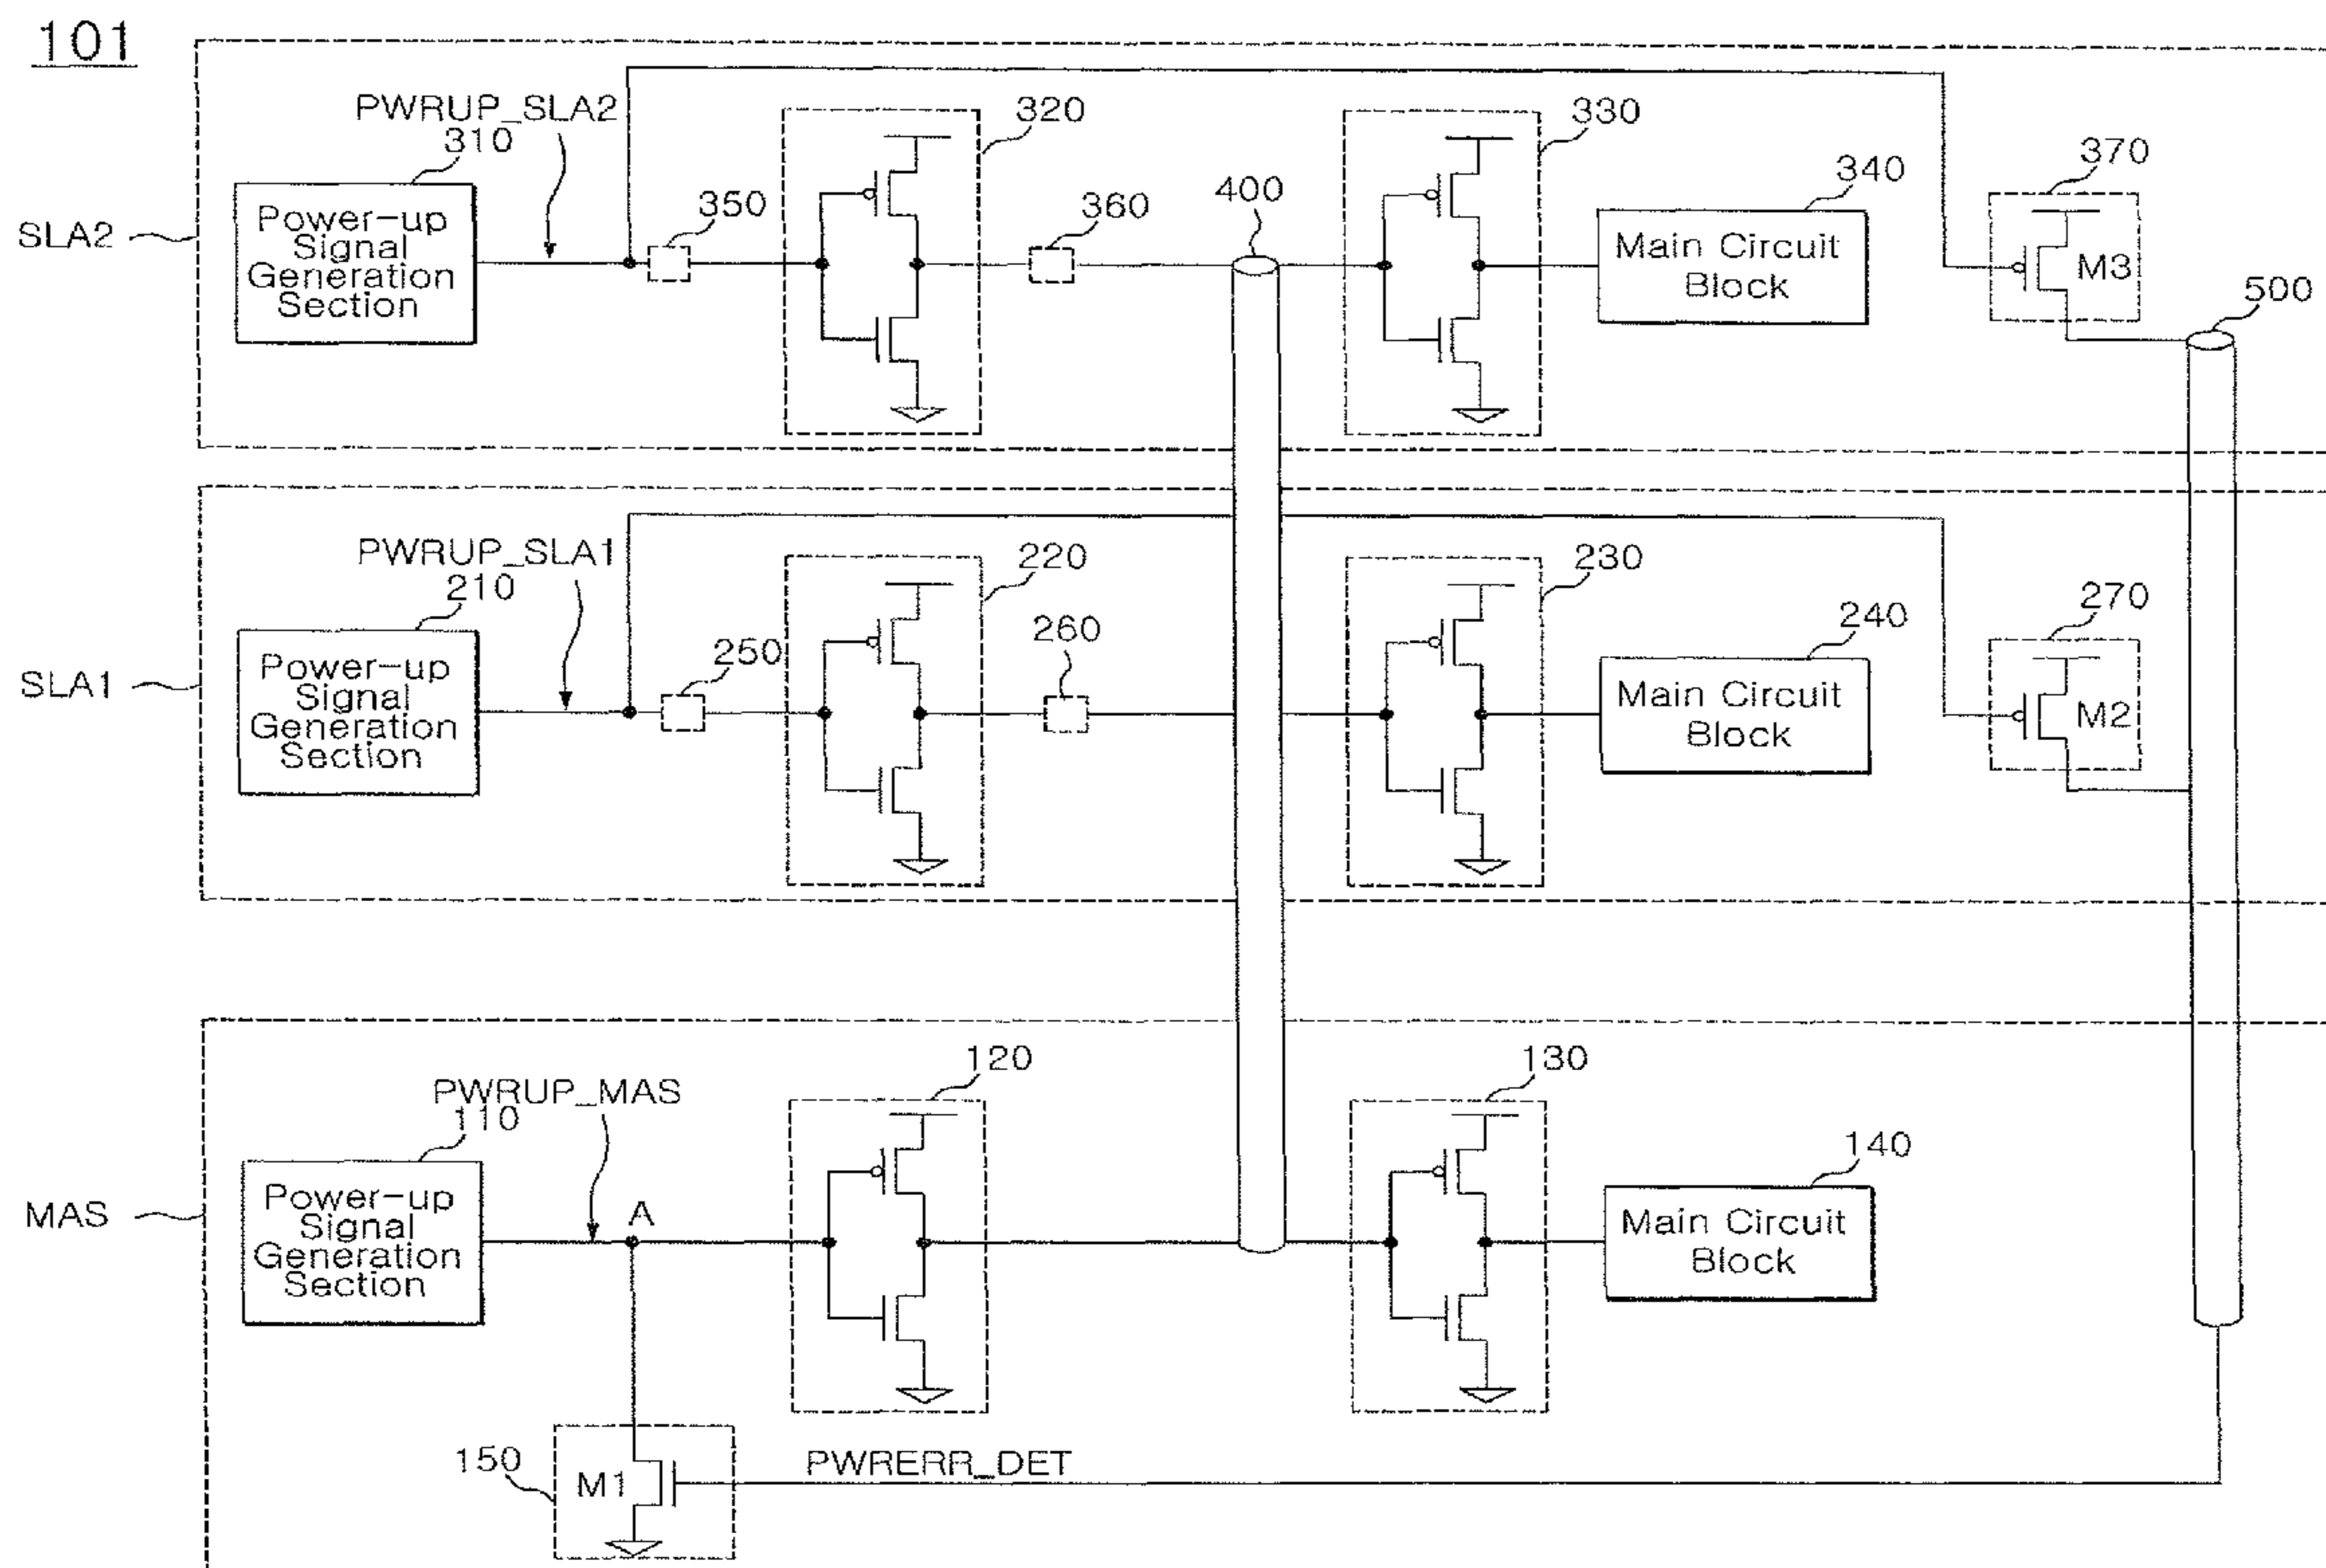 101
PWRUP_SLA2
310
320
330
370
350
360
400
340
500
SLA2
Power-up
Signal
Generation
Section
Main Circuit
Block
M3
PWRUP_SLA1
210
220
230
270
250
260
240
SLA1
Power-up
Signal
Generation
Section
Main Circuit
Block
M2
PWRUP_MAS
110
120
130
140
MAS
Power-up
Signal
Generation
Section
A
Main Circuit
Block
150
M1
PWRERR_DET